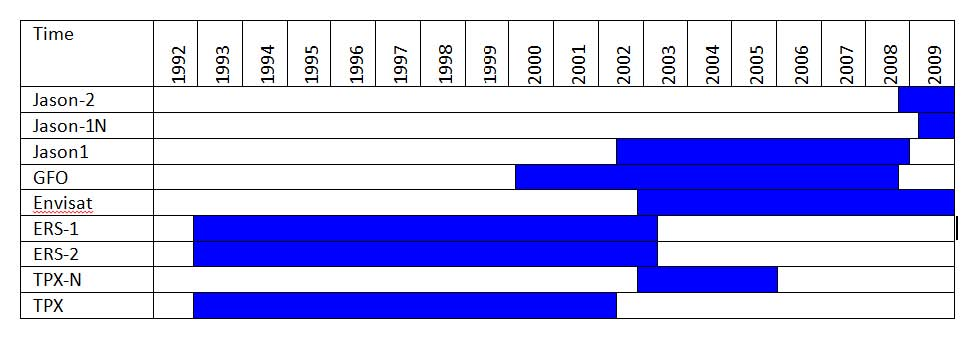 Time 1992 1993 1994 1995 1996 1997 1998 1999 2000 2001 2002 2003 2004 2005 2006 2007 2008 2009
Jason-2
Jason-1N
Jason1
GFO
Envisat
ERS-1
ERS-2
TPX-N
TPX